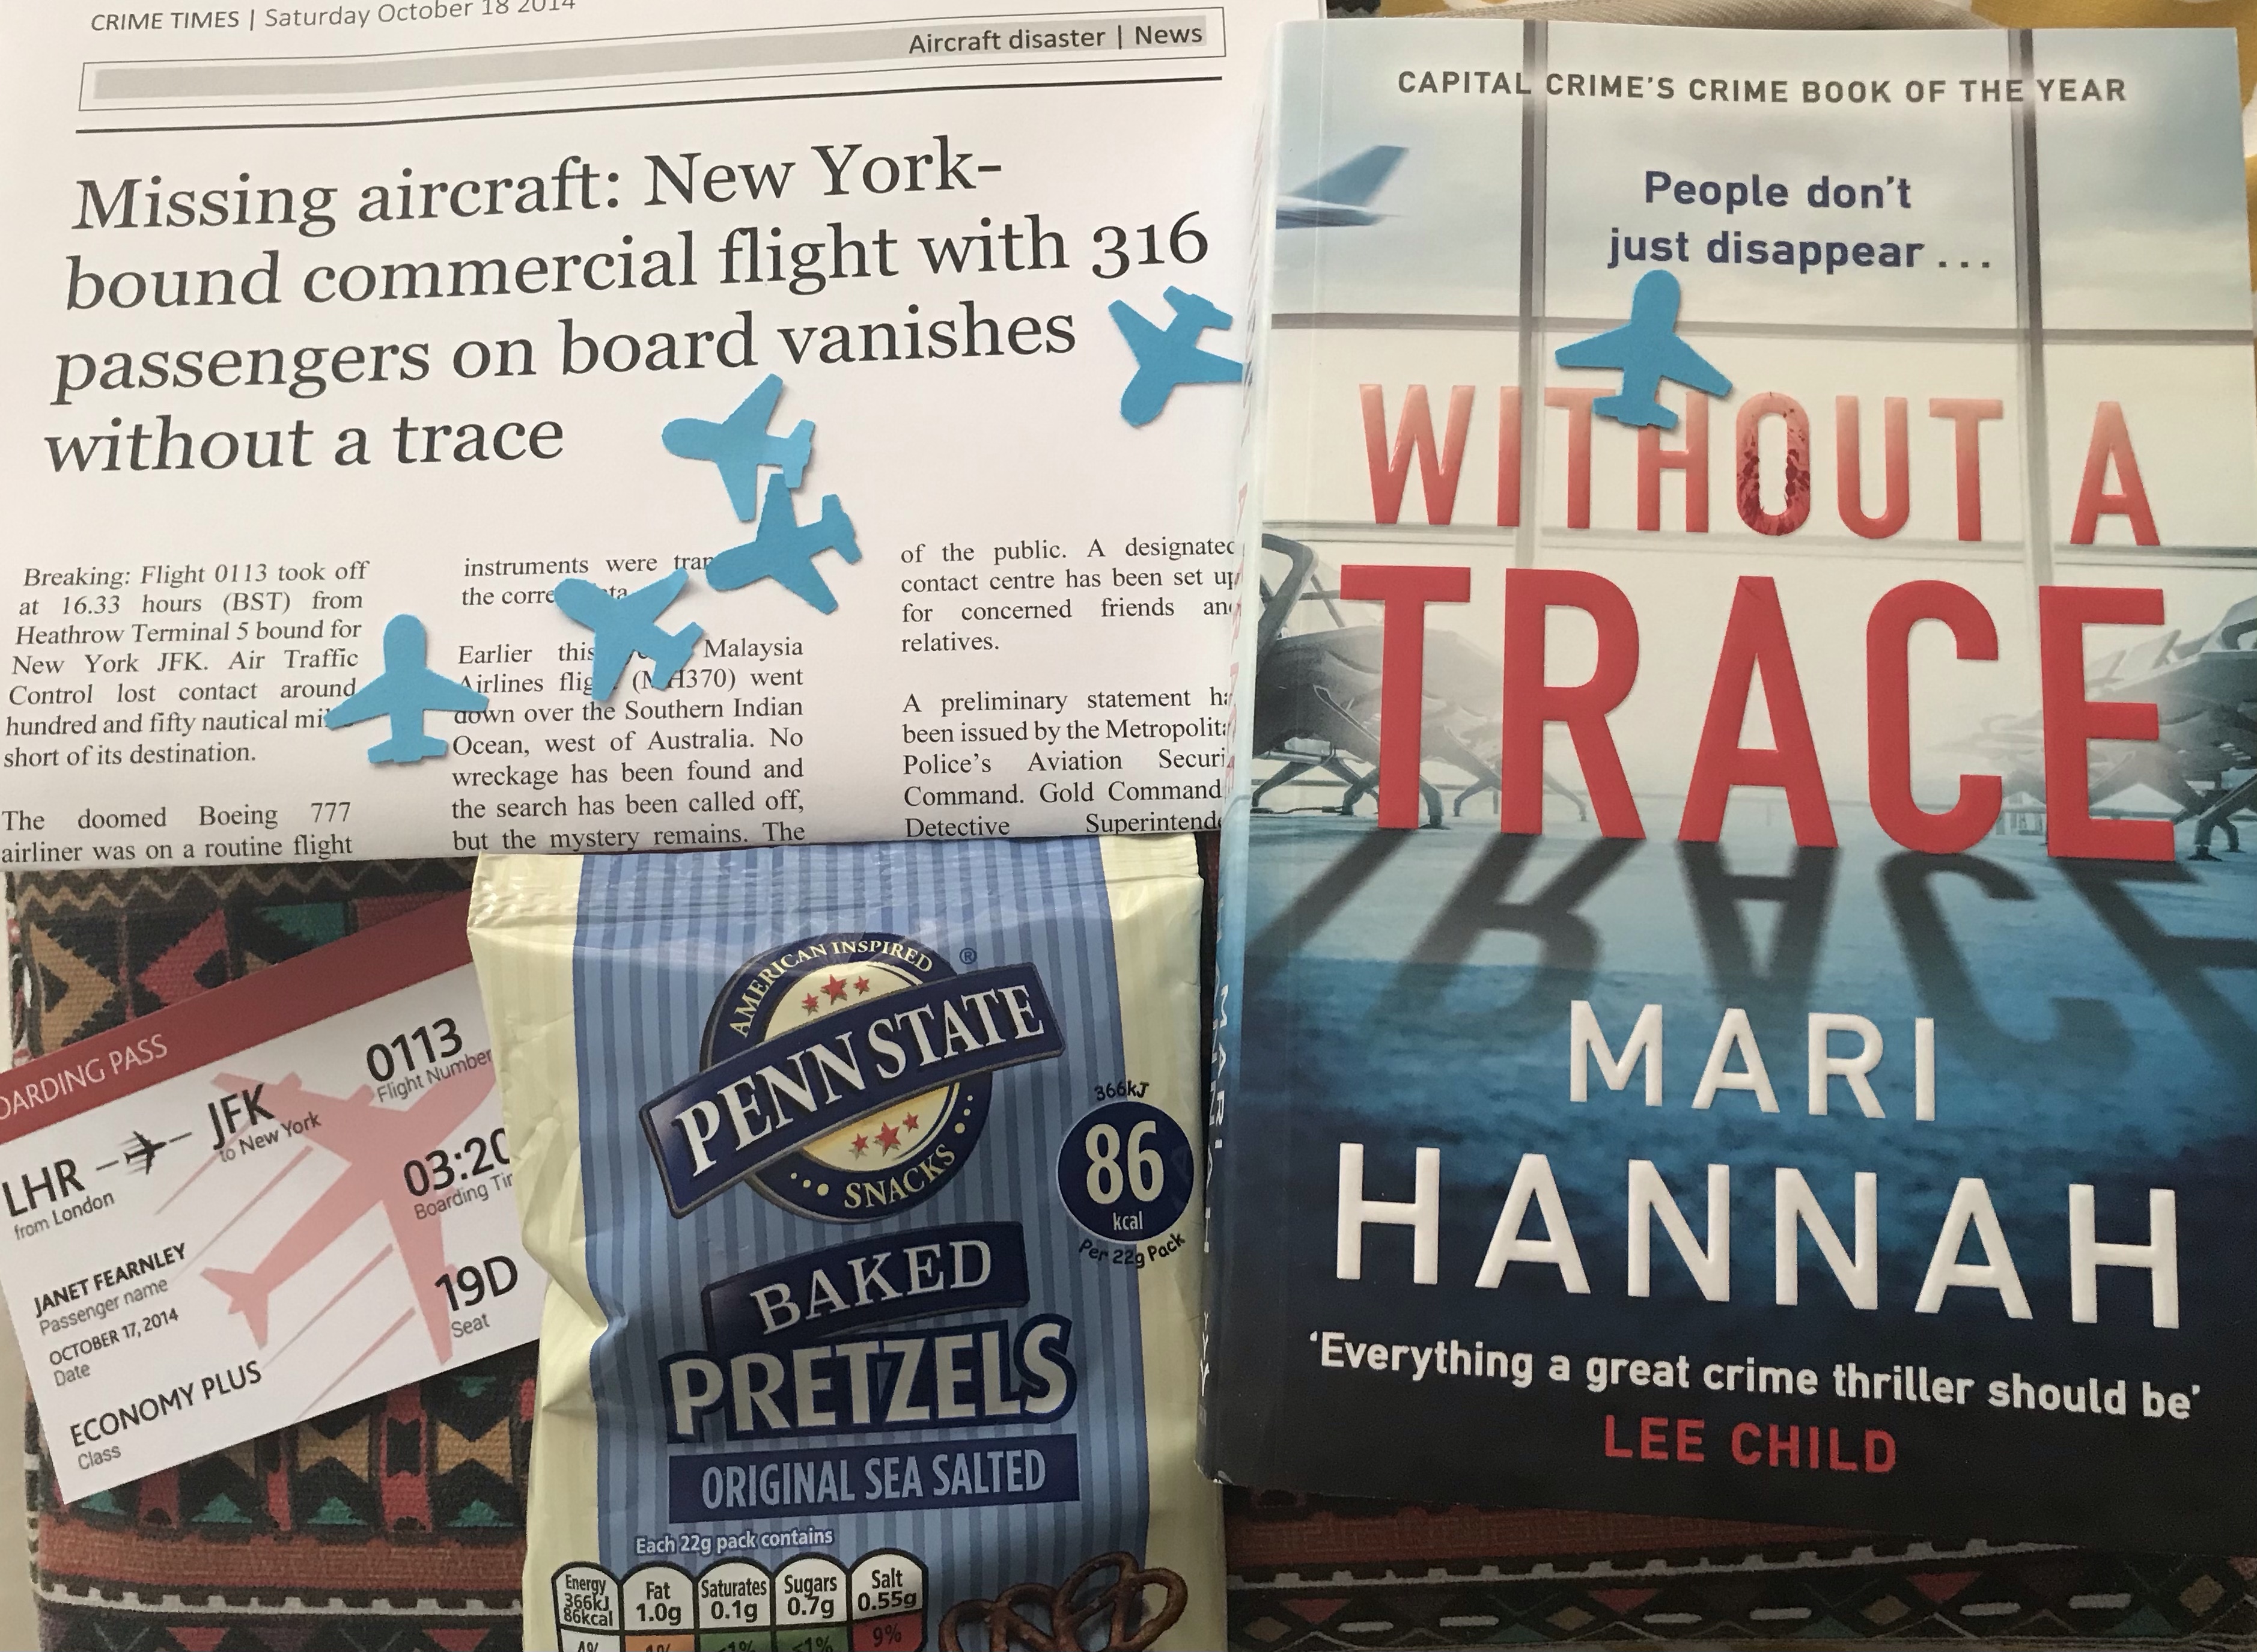 CRIME TIMES | Saturday October 18 2014
Aircraft disaster | News
Missing aircraft: New York-
bound commercial flight with 316
passengers on board vanishes
without a trace
Breaking: Flight 0113 took off
at 16.33 hours (BST) from
Heathrow Terminal 5 bound for
New York JFK. Air Traffic
Control lost contact around
hundred and fifty nautical
short of its destination.
The doomed Boeing 777
airliner was on a routine flight
instruments were
the
Earlier this Malaysia
Airlines (MH370) went
down over the Southern Indian
Ocean, west of Australia. No
wreckage has been found and
the search has been called off,
but the mystery remains. The
of the public. A designated
contact centre has been set up
for concerned friends
relatives.
A preliminary statement
been issued by the
Police's Aviation
Command. Gold Command
Detective
BOARDING PASS
LHR JFK
from London to New York
0113
Flight Number
03:20
Boarding
19D
Seat
JANET FEARNLEY
Passenger name
OCTOBER 17, 2014
Date
ECONOMY PLUS
Class
AMERICAN INSPIRED
®
PENN STATE
SNACKS
366kJ
86
kcal
Per 22g Pack
BAKED
PRETZELS
ORIGINAL SEA SALTED
Each 22g pack contains
Energy 366kJ 86kcal
Fat 1.0g
Saturates 0.1g
Sugars 0.7g
Salt 0.55g
4% 1% <1% <1% 9%
CAPITAL CRIME'S CRIME BOOK OF THE YEAR
People don't
just disappear ...
WITHOUT A
TRACE
MARI
HANNAH
'Everything a great crime thriller should be'
LEE CHILD